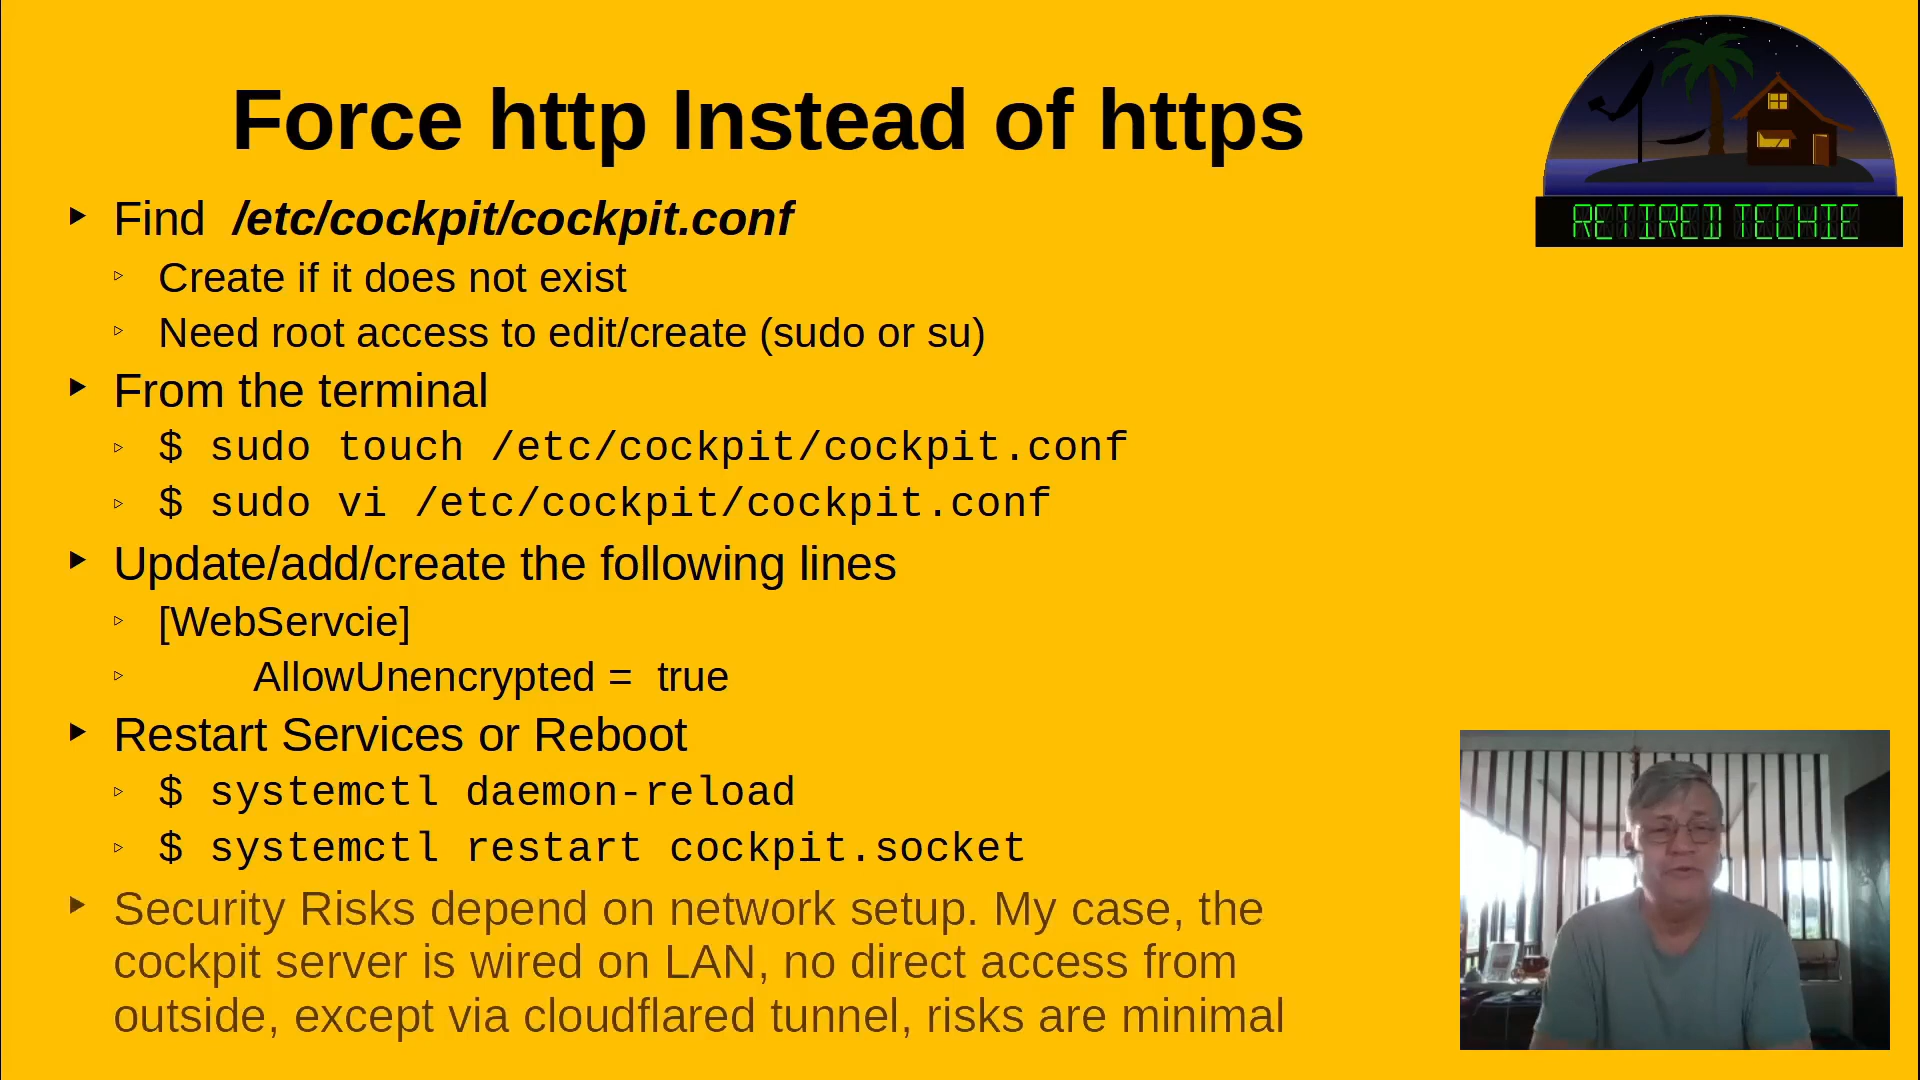 Force http Instead of https
RETIRED TECHIE
Find /etc/cockpit/cockpit.conf
Create if it does not exist
Need root access to edit/create (sudo or su)
From the terminal
$ sudo touch /etc/cockpit/cockpit.conf
$ sudo vi /etc/cockpit/cockpit.conf
Update/add/create the following lines
[WebServcie]
AllowUnencrypted = true
Restart Services or Reboot
$ systemctl daemon-reload
$ systemctl restart cockpit.socket
Security Risks depend on network setup. My case, the
cockpit server is wired on LAN, no direct access from
outside, except via cloudflared tunnel, risks are minimal